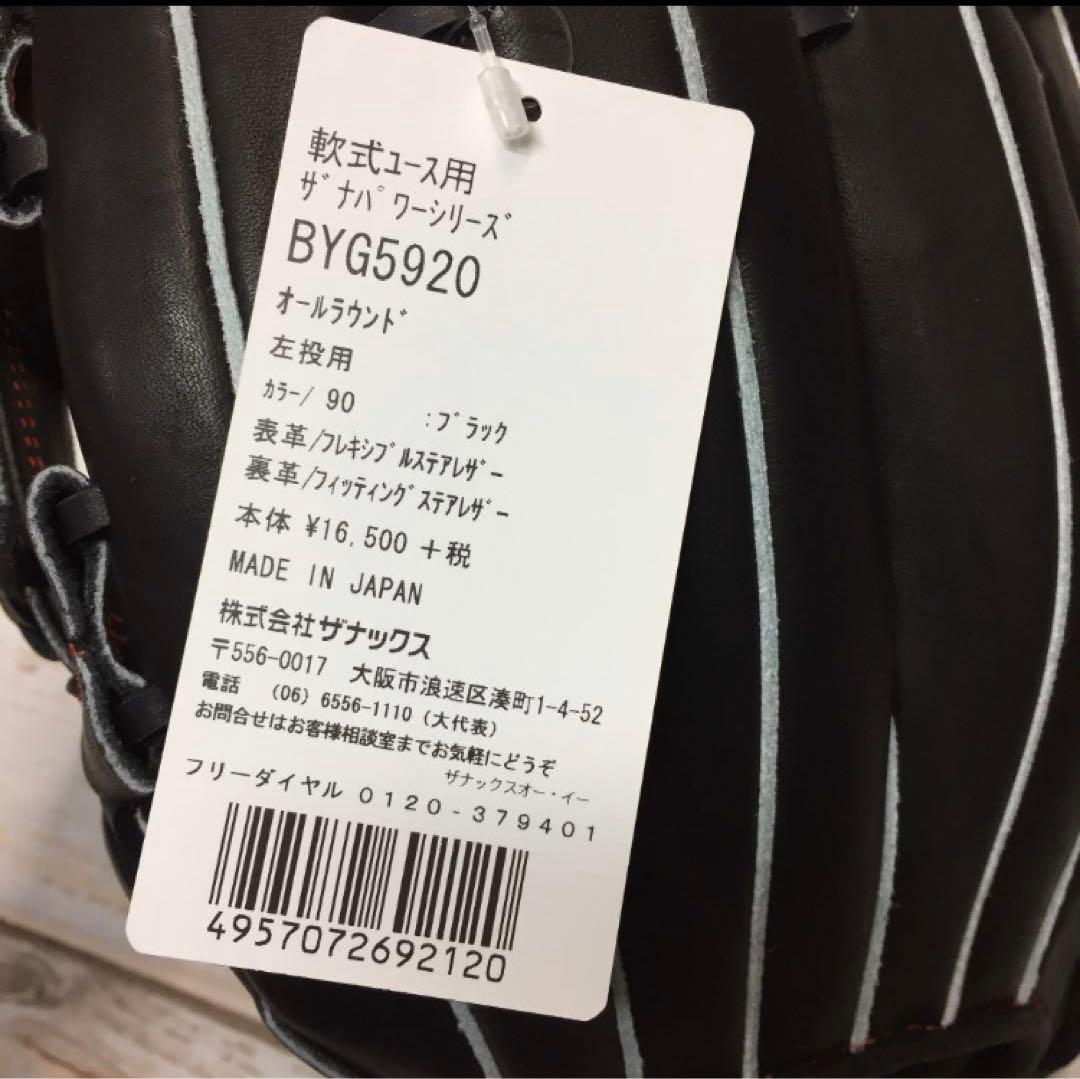 軟式ﾕｰｽ用
ｻﾞﾅﾊﾟﾜｰｼﾘｰｽﾞ
BYG5920
ｵｰﾙﾗｳﾝﾄﾞ
左投用
ｶﾗｰ/ 90 :ﾌﾞﾗｯｸ
表革/ﾌﾚｷｼﾌﾞﾙｽﾃｱﾚｻﾞｰ
裏革/ﾌｨｯﾃｨﾝｸﾞｽﾃｱﾚｻﾞｰ
本体 ¥16,500 +税
MADE IN JAPAN
株式会社ザナックス
〒556-0017 大阪市浪速区湊町1-4-52
電話 (06) 6556-1110 (大代表)
お問合せはお客様相談室までお気軽にどうぞ
ザナックスオー・イー
フリーダイヤル 0120-379401
4957072692120